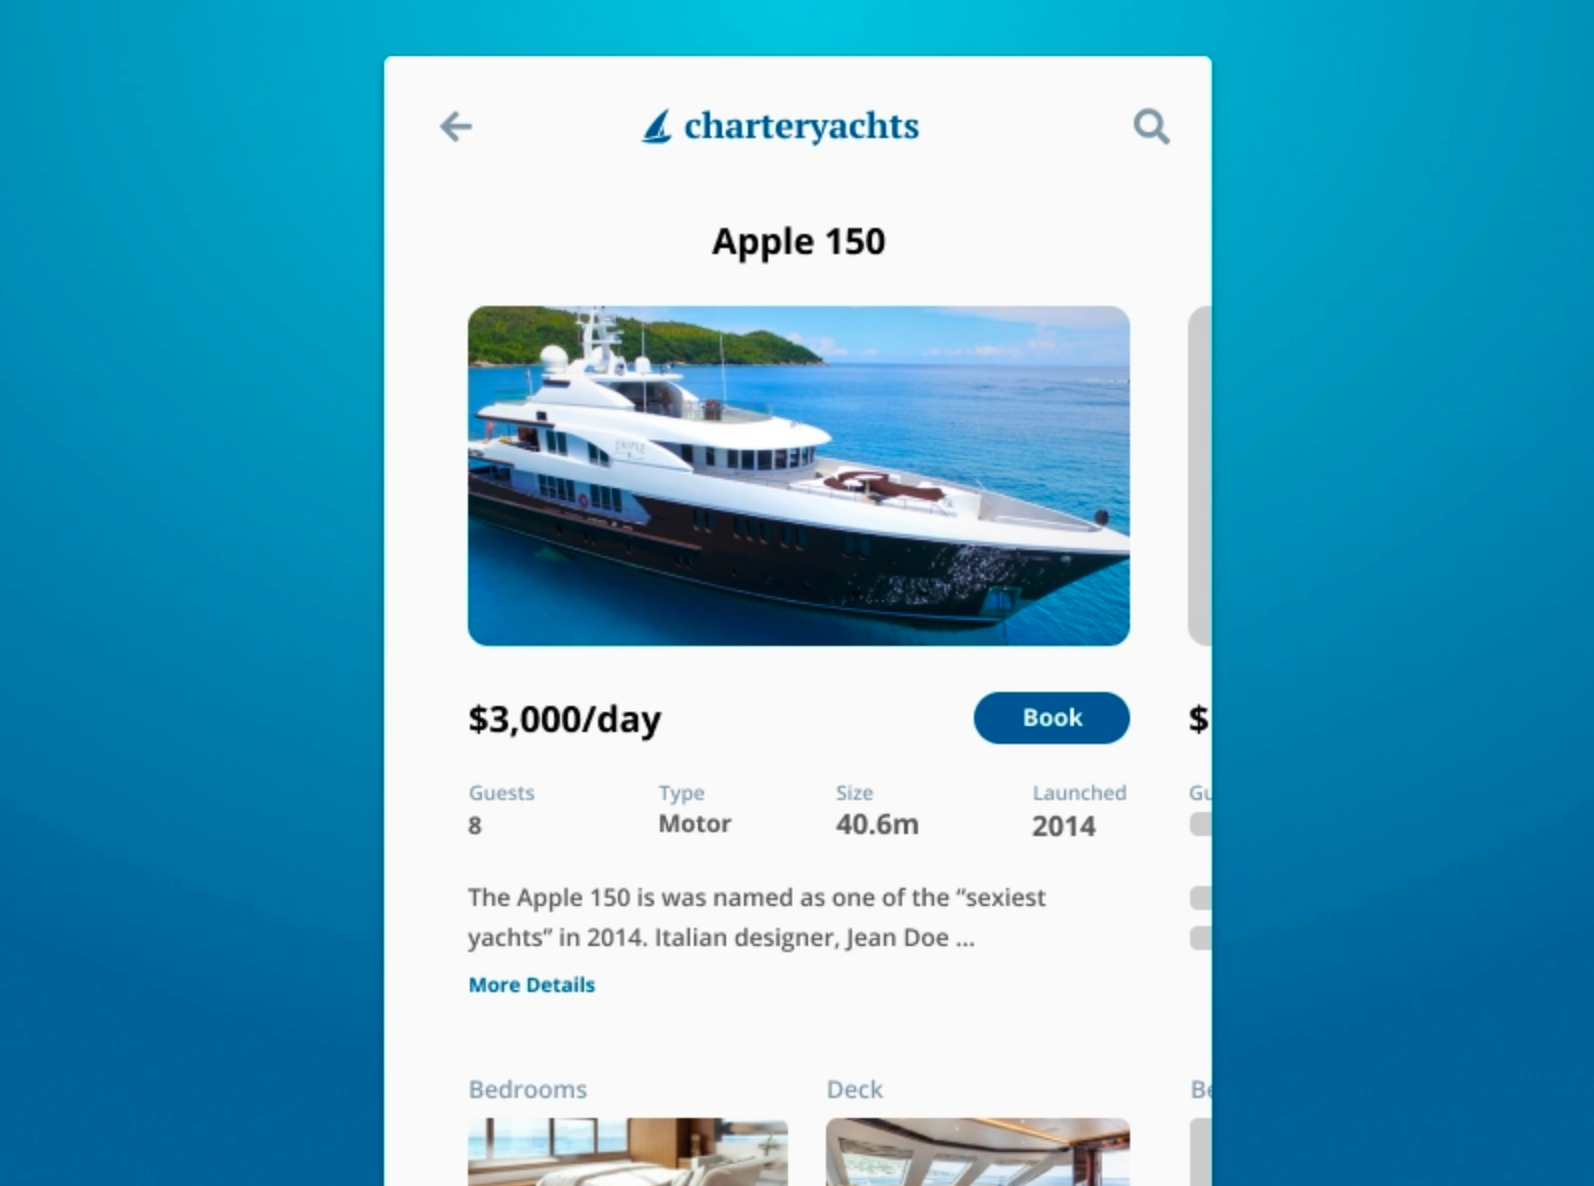 charteryachts
Apple 150
$3,000/day
Book
$
Guests
Type
Size
Launched
Gu
8
Motor
40.6m
2014
The Apple 150 is was named as one of the “sexiest
yachts” in 2014. Italian designer, Jean Doe ...
More Details
Bedrooms
Deck
Be